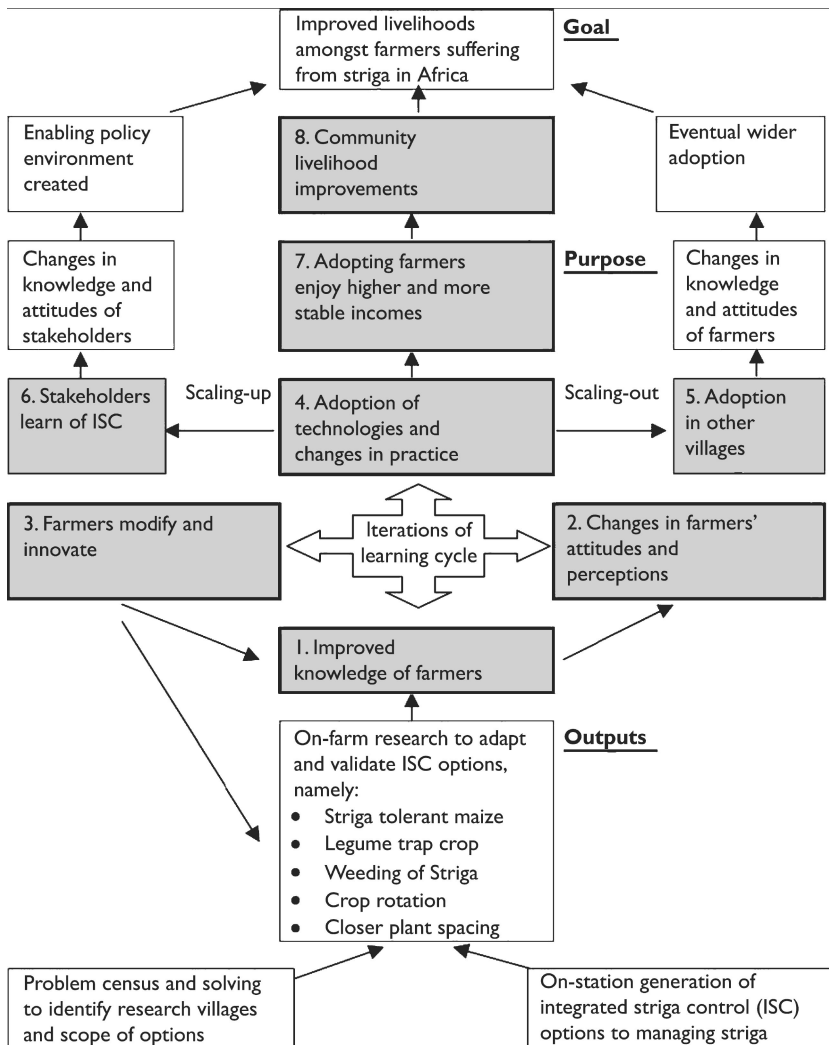 Improved livelihoods
amongst farmers suffering
from striga in Africa
Goal
Enabling policy
environment
created
8. Community
livelihood
improvements
Eventual wider
adoption
Changes in
knowledge and
attitudes of
stakeholders
7. Adopting farmers
enjoy higher and more
stable incomes
Purpose
Changes in
knowledge
and attitudes
of farmers
6. Stakeholders
learn of ISC
Scaling-up
4. Adoption of
technologies and
changes in practice
Scaling-out
5. Adoption
in other
villages
3. Farmers modify and
innovate
Iterations of
learning cycle
2. Changes in farmers’
attitudes and
perceptions
1. Improved
knowledge of farmers
On-farm research to adapt
and validate ISC options,
namely:
• Striga tolerant maize
• Legume trap crop
• Weeding of Striga
• Crop rotation
• Closer plant spacing
Outputs
Problem census and solving
to identify research villages
and scope of options
On-station generation of
integrated striga control (ISC)
options to managing striga